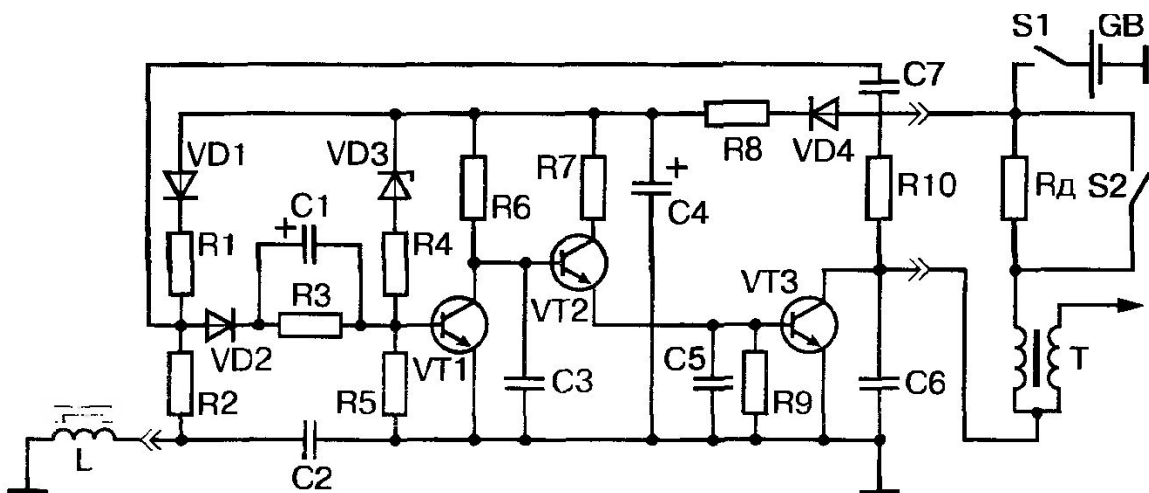 S1 GB
C7
VD1 VD3 R8 VD4
R7 R6 C4 R10 Rд S2
C1 R1 R4
R3 VT2 VT3
VD2 VT1 C3 C5 T
R2 R5 R9 C6
L C2
+
+